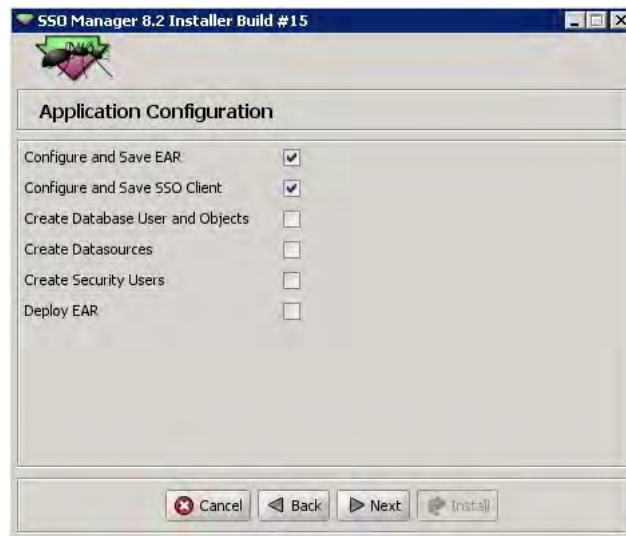 SSO Manager 8.2 Installer Build #15
Application Configuration
Configure and Save EAR
Configure and Save SSO Client
Create Database User and Objects
Create Datasources
Create Security Users
Deploy EAR
Cancel Back Next Install